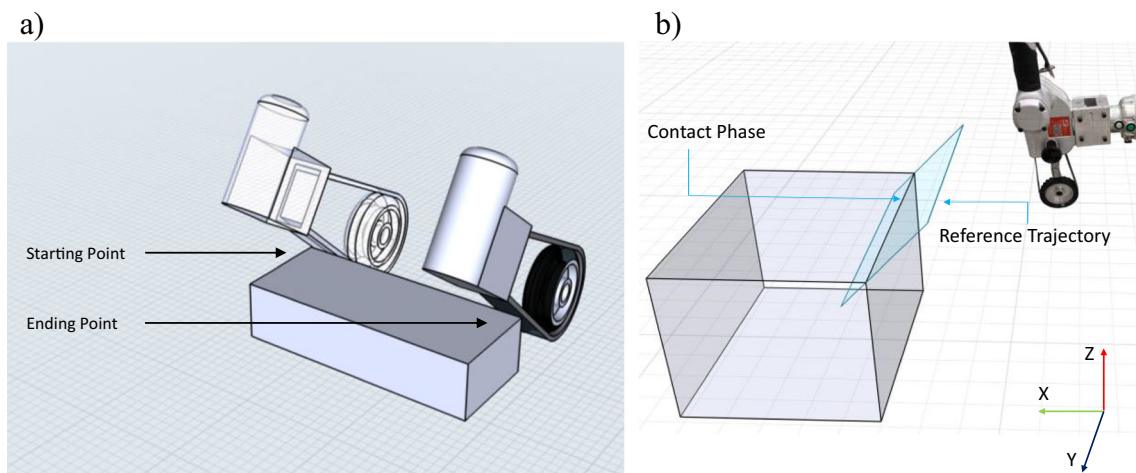 a)
Starting Point
Ending Point
b)
Contact Phase
Reference Trajectory
Z
X
Y